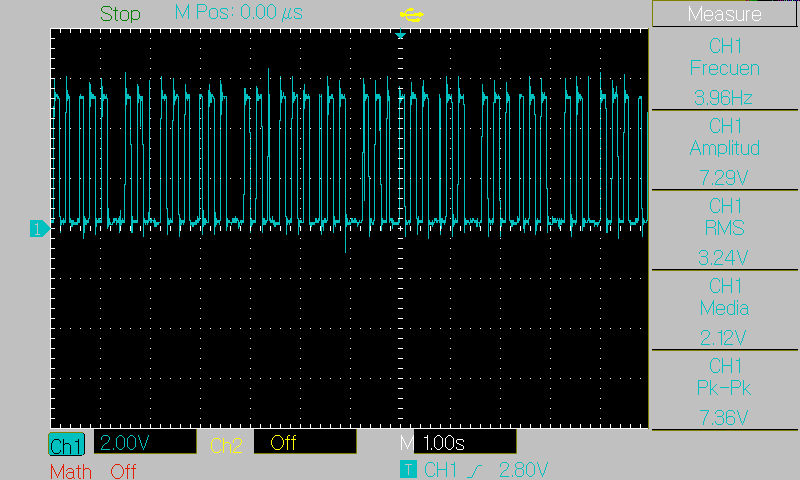 Stop M Pos: 0.00 µs Measure
CH1
Frecuen
3.96Hz
CH1
Amplitud
7.29V
CH1
RMS
3.24V
CH1
Media
2.12V
CH1
Pk-Pk
7.36V
1
Ch1 2.00V Ch2 Off M 1.00s
Math Off T CH1 2.80V